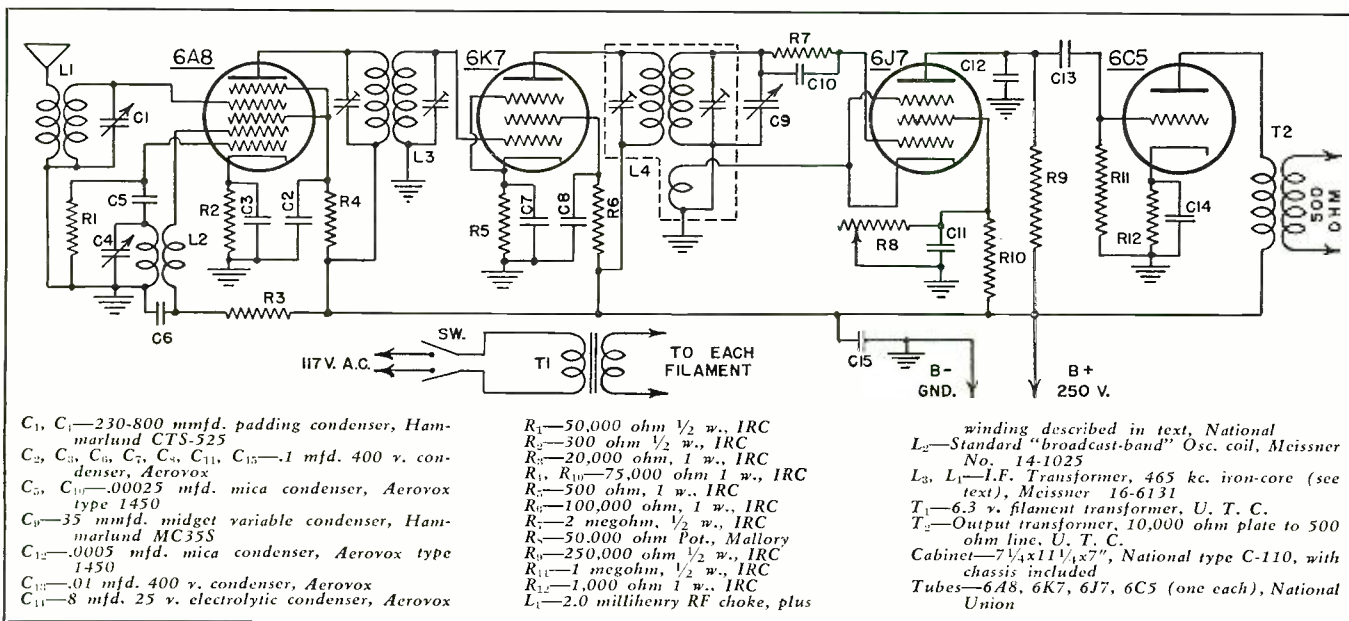 6A8
6K7
6J7
6C5
L1
C1
L3
L4
R7
C10
C9
C12
C13
T2
R1
C5
C4
L2
R2
C3
C2
R4
R5
C7
C8
R6
R8
C11
R10
R9
R11
R12
C14
500 OHM
C6
R3
SW.
117 V. A.C.
T1
TO EACH
FILAMENT
C15
B-
GND.
B+
250 V.
C₁, C₄—230-800 mmfd. padding condenser, Ham-
marlund CTS-525
C₂, C₃, C₆, C₇, C₈, C₁₁, C₁₅—.1 mfd. 400 v. con-
denser, Aerovox
C₅, C₁₀—.00025 mfd. mica condenser, Aerovox
type 1450
C₉—35 mmfd. midget variable condenser, Ham-
marlund MC35S
C₁₂—.0005 mfd. mica condenser, Aerovox type
1450
C₁₃—.01 mfd. 400 v. condenser, Aerovox
C₁₄—8 mfd. 25 v. electrolytic condenser, Aerovox
R₁—50,000 ohm ½ w., IRC
R₂—300 ohm ½ w., IRC
R₃—20,000 ohm, 1 w., IRC
R₄, R₁₀—75,000 ohm 1 w., IRC
R₅—500 ohm, 1 w., IRC
R₆—100,000 ohm, 1 w., IRC
R₇—2 megohm, ½ w., IRC
R₈—50.000 ohm Pot., Mallory
R₉—250,000 ohm ½ w., IRC
R₁₁—1 megohm, ½ w., IRC
R₁₂—1,000 ohm 1 w., IRC
L₁—2.0 millihenry RF choke, plus
winding described in text, National
L₂—Standard "broadcast-band" Osc. coil, Meissner
No. 14-1025
L₃, L₄—I.F. Transformer, 465 kc. iron-core (see
text), Meissner 16-6131
T₁—6.3 v. filament transformer, U. T. C.
T₂—Output transformer, 10,000 ohm plate to 500
ohm line, U. T. C.
Cabinet—7¼x11¼x7", National type C-110, with
chassis included
Tubes—6A8, 6K7, 6J7, 6C5 (one each), National
Union